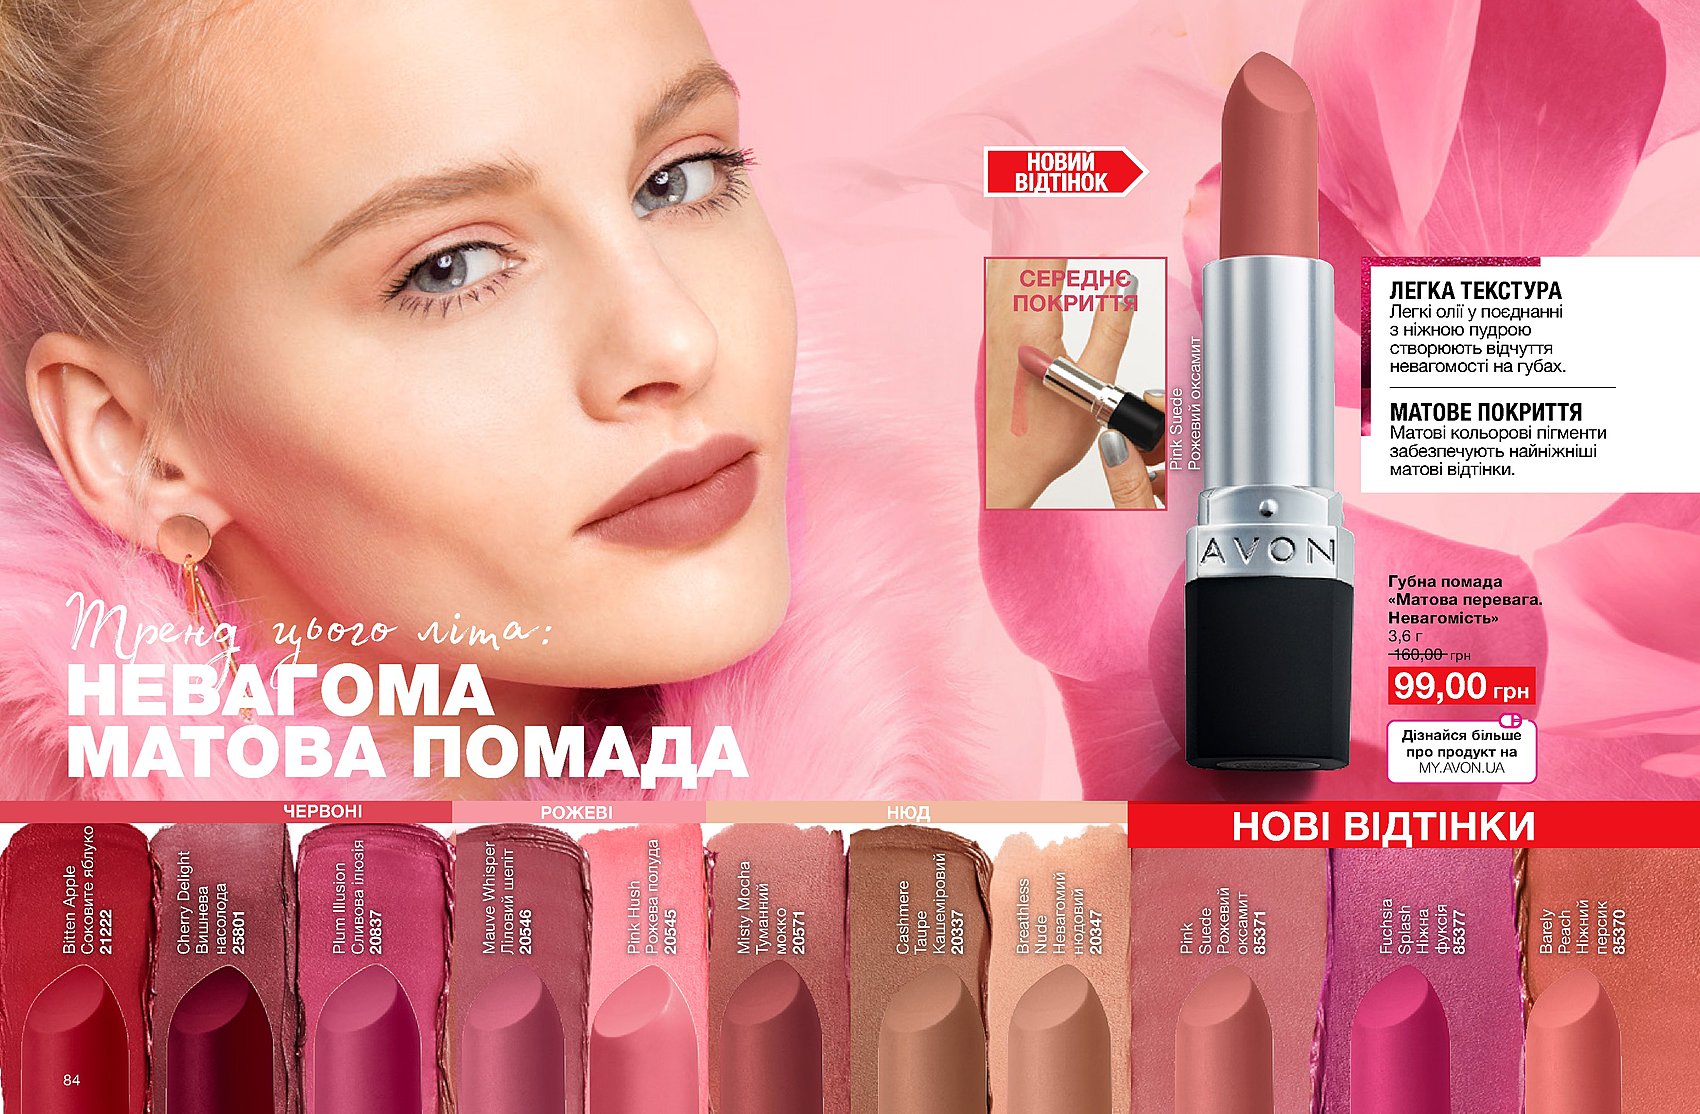 Тренд цього літа:
НЕВАГОМА
МАТОВА ПОМАДА
НОВИЙ
ВІДТІНОК
СЕРЕДНЄ
ПОКРИТТЯ
Pink Suede
Рожевий оксамит
AVON
ЛЕГКА ТЕКСТУРА
Легкі олії у поєднанні
з ніжною пудрою
створюють відчуття
невагомості на губах.
МАТОВЕ ПОКРИТТЯ
Матові кольорові пігменти
забезпечують найніжніші
матові відтінки.
Губна помада
«Матова перевага.
Невагомість»
3,6 г
160,00 грн
99,00 грн
Дізнайся більше
про продукт на
MY.AVON.UA
ЧЕРВОНІ
РОЖЕВІ
НЮД
НОВІ ВІДТІНКИ
Bitten Apple
Соковите яблуко
21222
Cherry Delight
Вишнева
насолода
25801
Plum Illusion
Сливова ілюзія
20837
Mauve Whisper
Ліловий шепіт
20546
Pink Hush
Рожева полуда
20545
Misty Mocha
Туманний
мокко
20571
Cashmere
Taupe
Кашеміровий
20337
Breathless
Nude
Невагомий
нюдовий
20347
Pink
Suede
Рожевий
оксамит
85371
Fuchsia
Splash
Ніжна
фуксія
85377
Barely
Peach
Ніжний
персик
85370
84